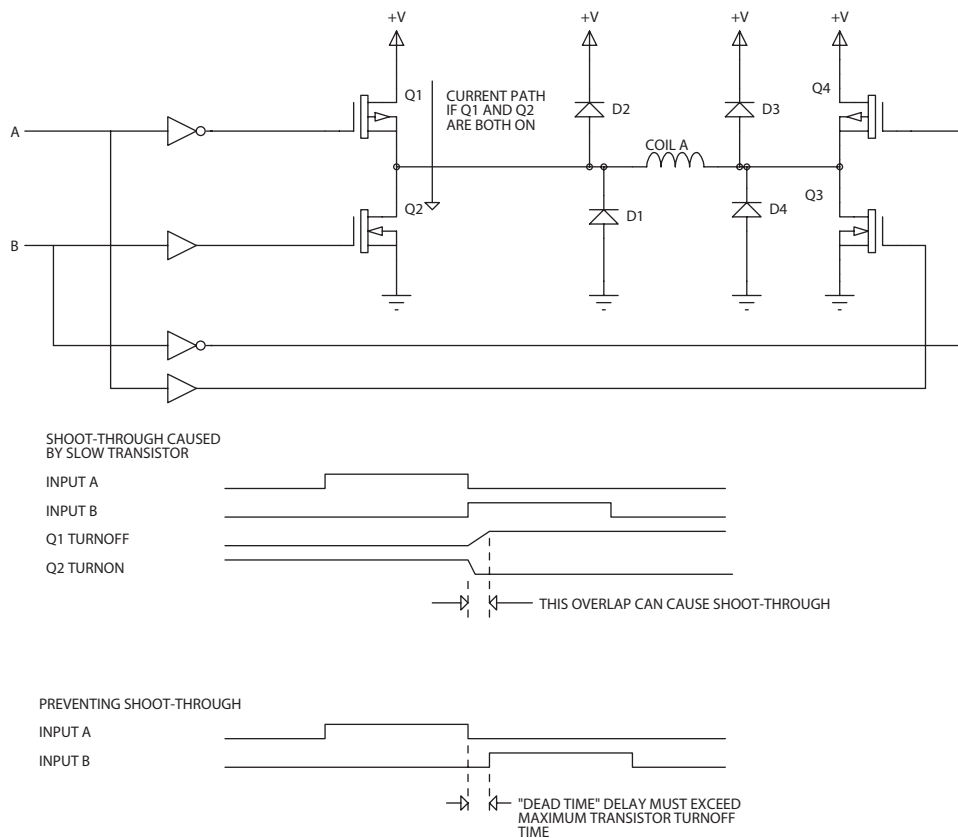 +V +V +V +V
Q1
CURRENT PATH
IF Q1 AND Q2
ARE BOTH ON
D2
D3
Q4
A
COIL A
Q2
D1
D4
Q3
B
SHOOT-THROUGH CAUSED
BY SLOW TRANSISTOR
INPUT A
INPUT B
Q1 TURNOFF
Q2 TURNON
THIS OVERLAP CAN CAUSE SHOOT-THROUGH
PREVENTING SHOOT-THROUGH
INPUT A
INPUT B
"DEAD TIME" DELAY MUST EXCEED
MAXIMUM TRANSISTOR TURNOFF
TIME